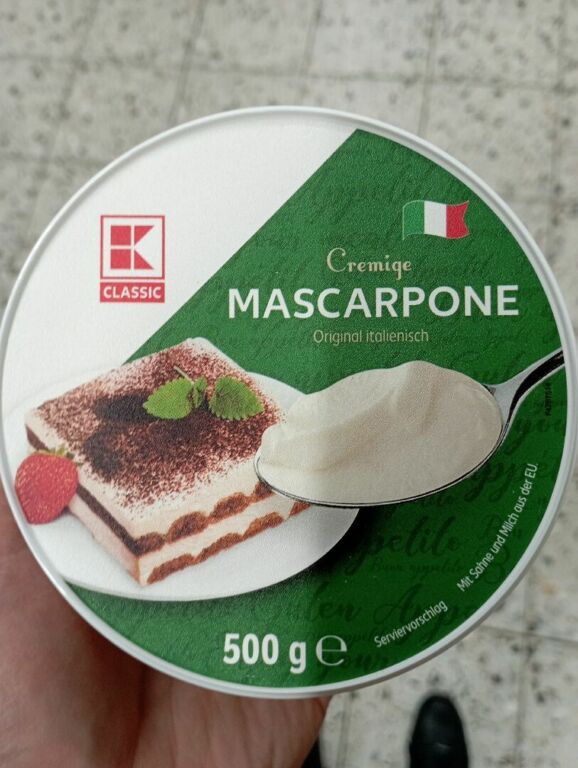 K
CLASSIC
Cremige
MASCARPONE
Original italienisch
500 g ℮
Serviervorschlag
Mit Sahne und Milch aus der EU.